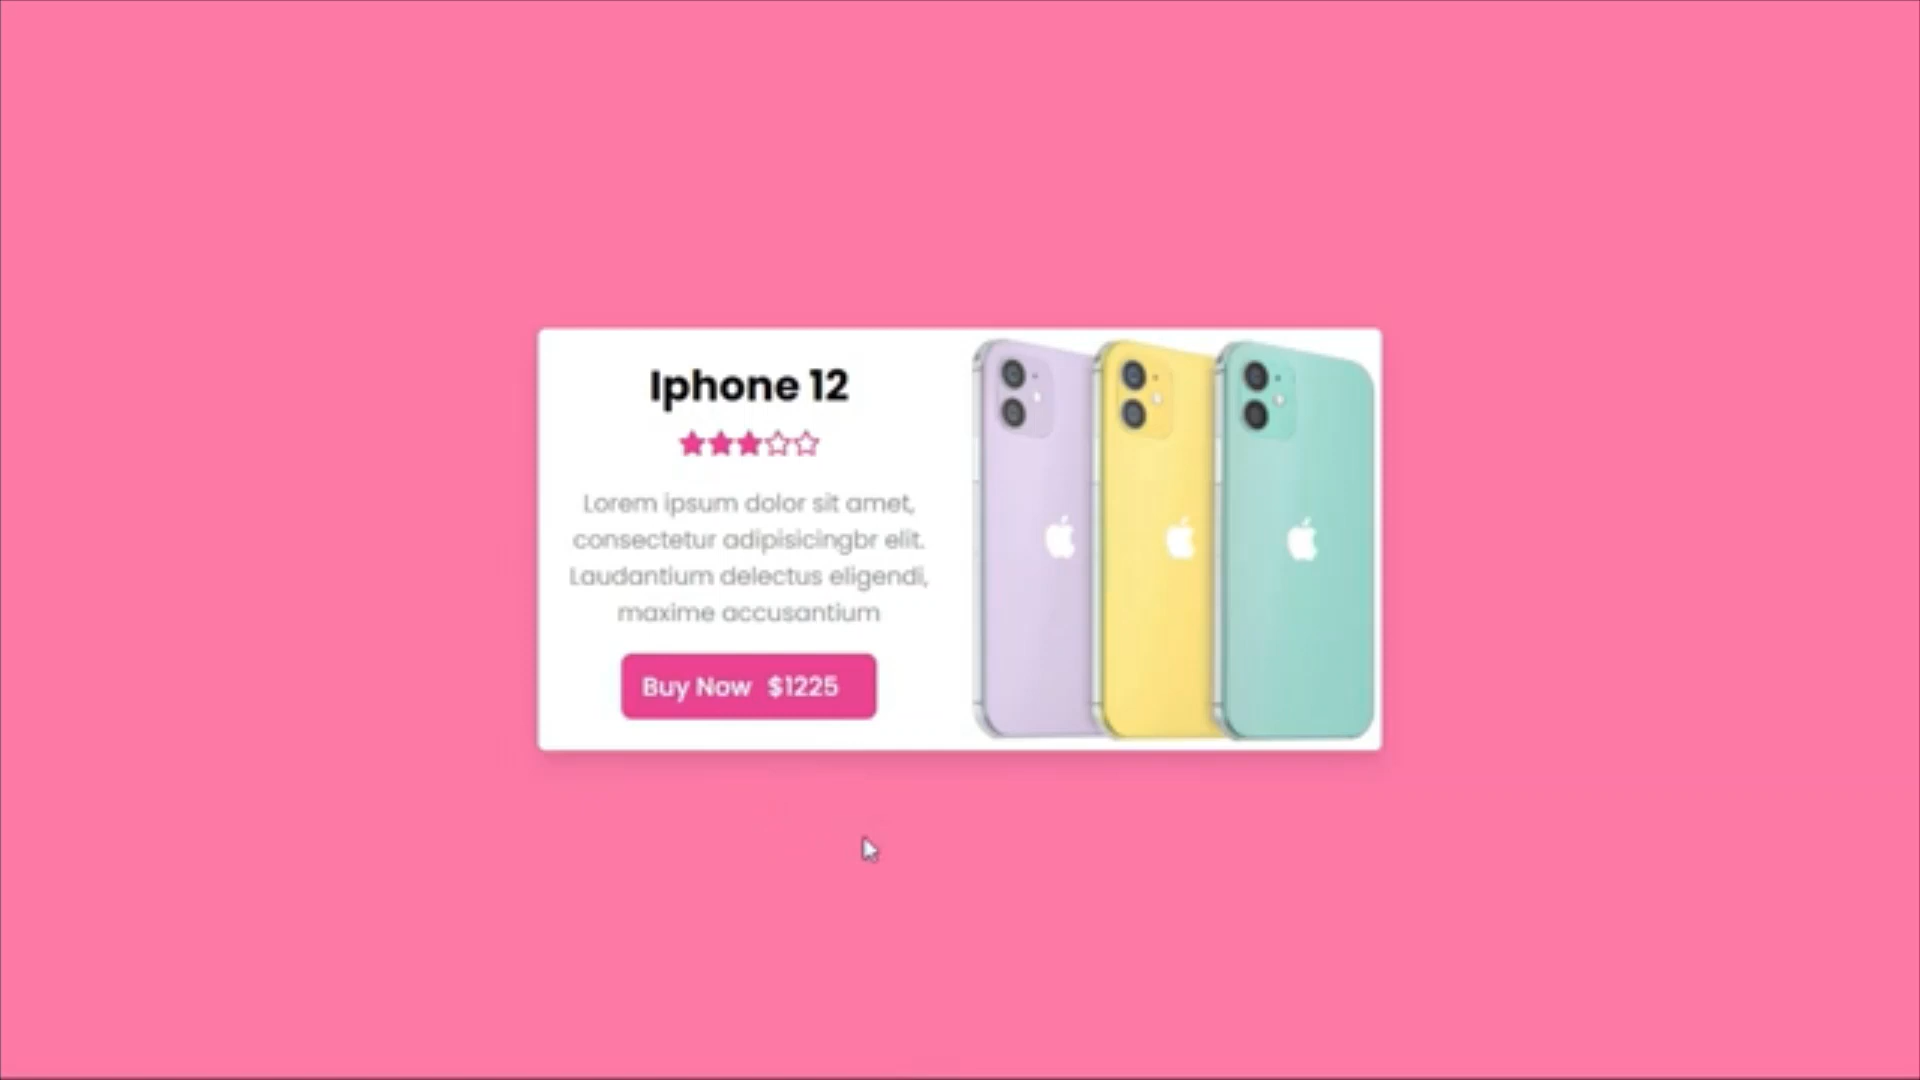 Iphone 12
Lorem ipsum dolor sit amet,
consectetur adipisicingbr elit.
Laudantium delectus eligendi,
maxime accusantium
Buy Now $1225